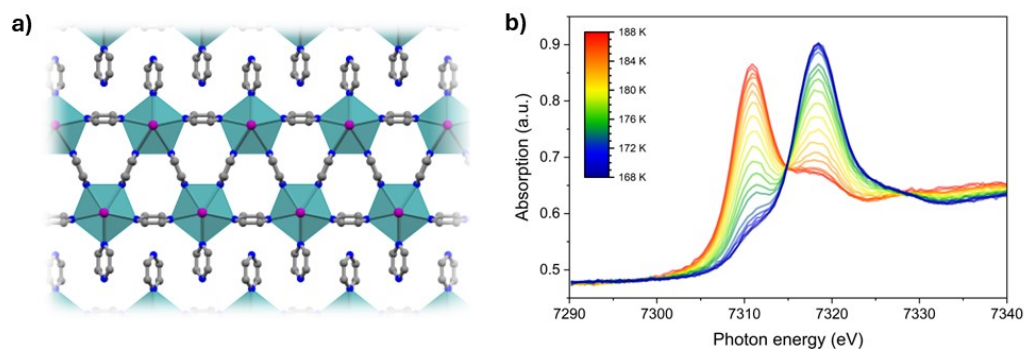 a)
b)
188 K
184 K
180 K
176 K
172 K
168 K
0.9
0.8
0.7
0.6
0.5
Absorption (a.u.)
7290
7300
7310
7320
7330
7340
Photon energy (eV)